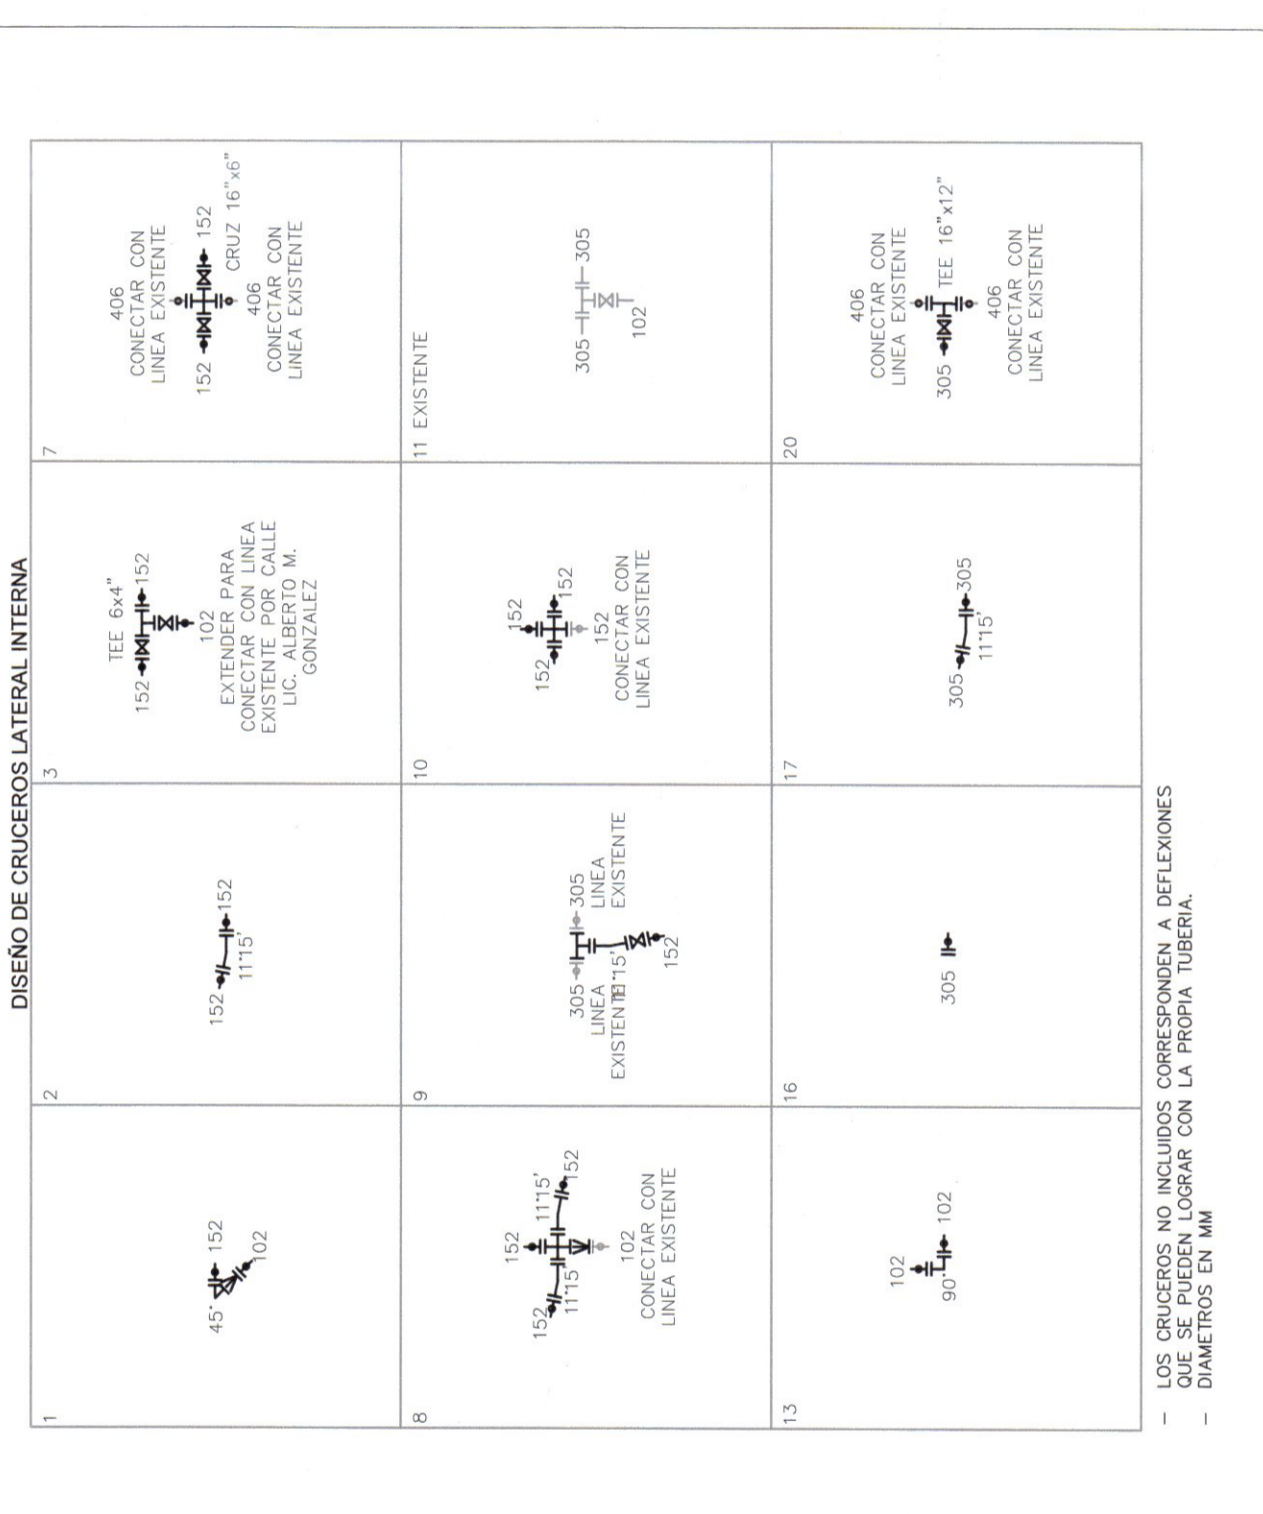 DISEÑO DE CRUCEROS LATERAL INTERNA
1
45°
152
102
2
152
152
11°15'
3
TEE 6x4"
152
152
102
EXTENDER PARA
CONECTAR CON LINEA
EXISTENTE POR CALLE
LIC. ALBERTO M.
GONZALEZ
7
406
CONECTAR CON
LINEA EXISTENTE
152
152
CRUZ 16"x6"
406
CONECTAR CON
LINEA EXISTENTE
8
152
11°15'
152
152
11°15'
102
CONECTAR CON
LINEA EXISTENTE
9
305
305
LINEA
EXISTENTE
LINEA
EXISTENTE
11°15'
152
10
152
152
152
152
CONECTAR CON
LINEA EXISTENTE
11 EXISTENTE
305
305
102
13
102
90°
102
16
305
17
305
305
11°15'
20
406
CONECTAR CON
LINEA EXISTENTE
305
TEE 16"x12"
406
CONECTAR CON
LINEA EXISTENTE
- LOS CRUCEROS NO INCLUIDOS CORRESPONDEN A DEFLEXIONES
QUE SE PUEDEN LOGRAR CON LA PROPIA TUBERIA.
- DIAMETROS EN MM